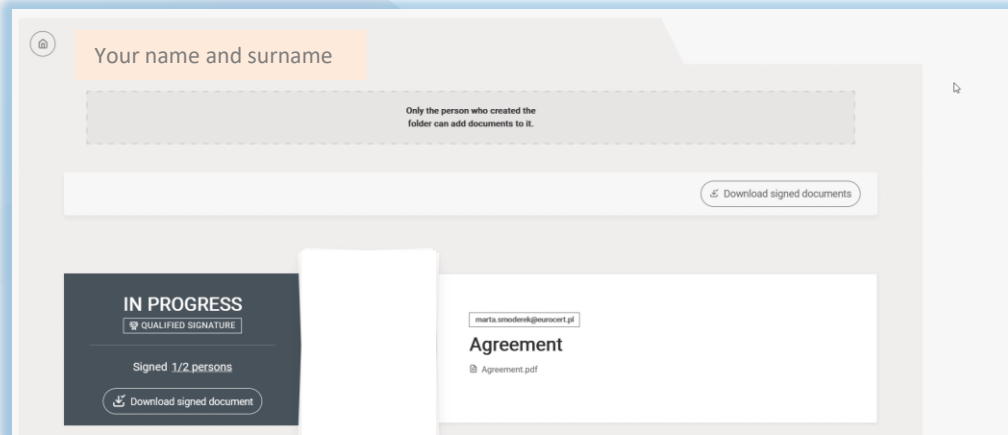 Your name and surname
Only the person who created the
folder can add documents to it.
Download signed documents
IN PROGRESS
QUALIFIED SIGNATURE
Signed 1/2 persons
Download signed document
marta.smoderek@eurocert.pl
Agreement
Agreement.pdf